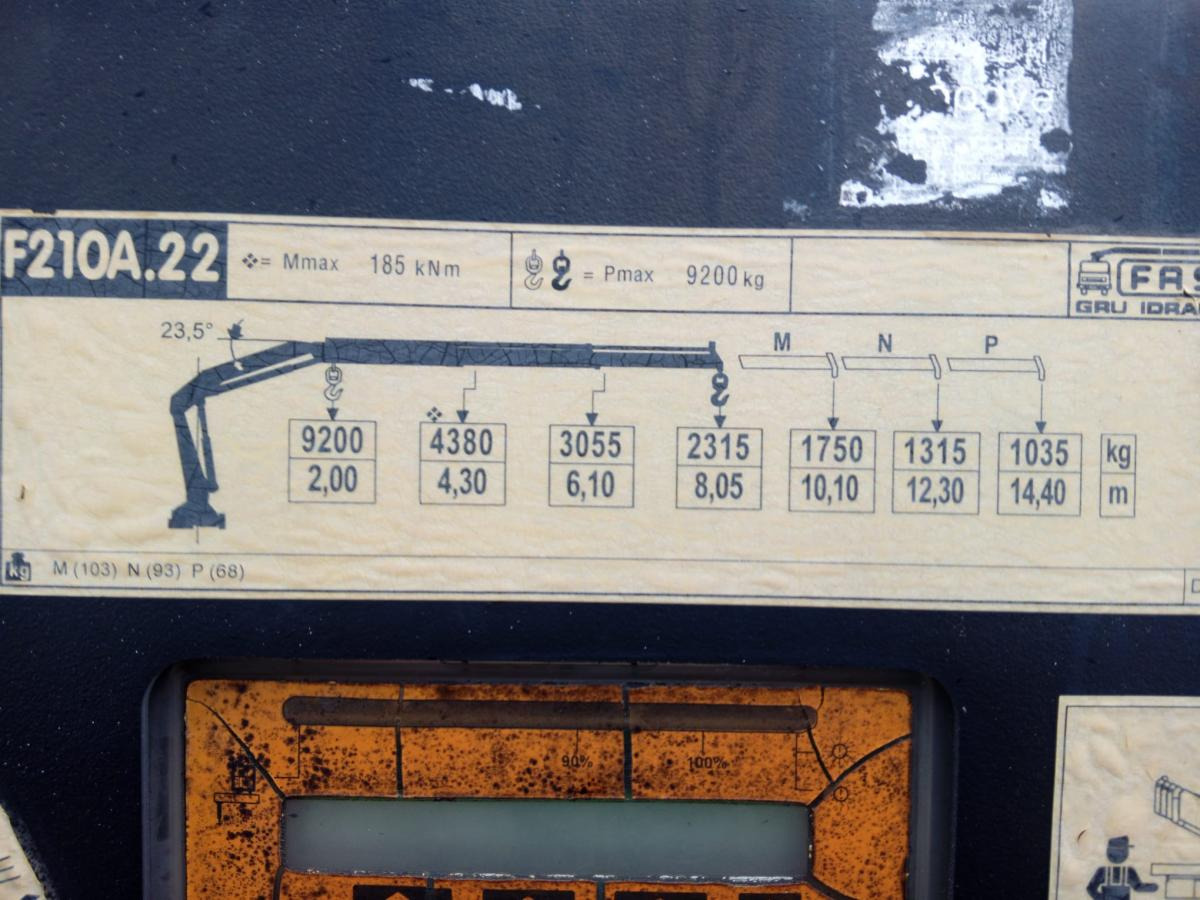 F210A.22
❖= Mmax 185 kNm
= Pmax 9200 kg
FAS
GRU IDRA
23,5°
M N P
9200 4380 3055 2315 1750 1315 1035 kg
2,00 4,30 6,10 8,05 10,10 12,30 14,40 m
kg M (103) N (93) P (68)
90% 100%